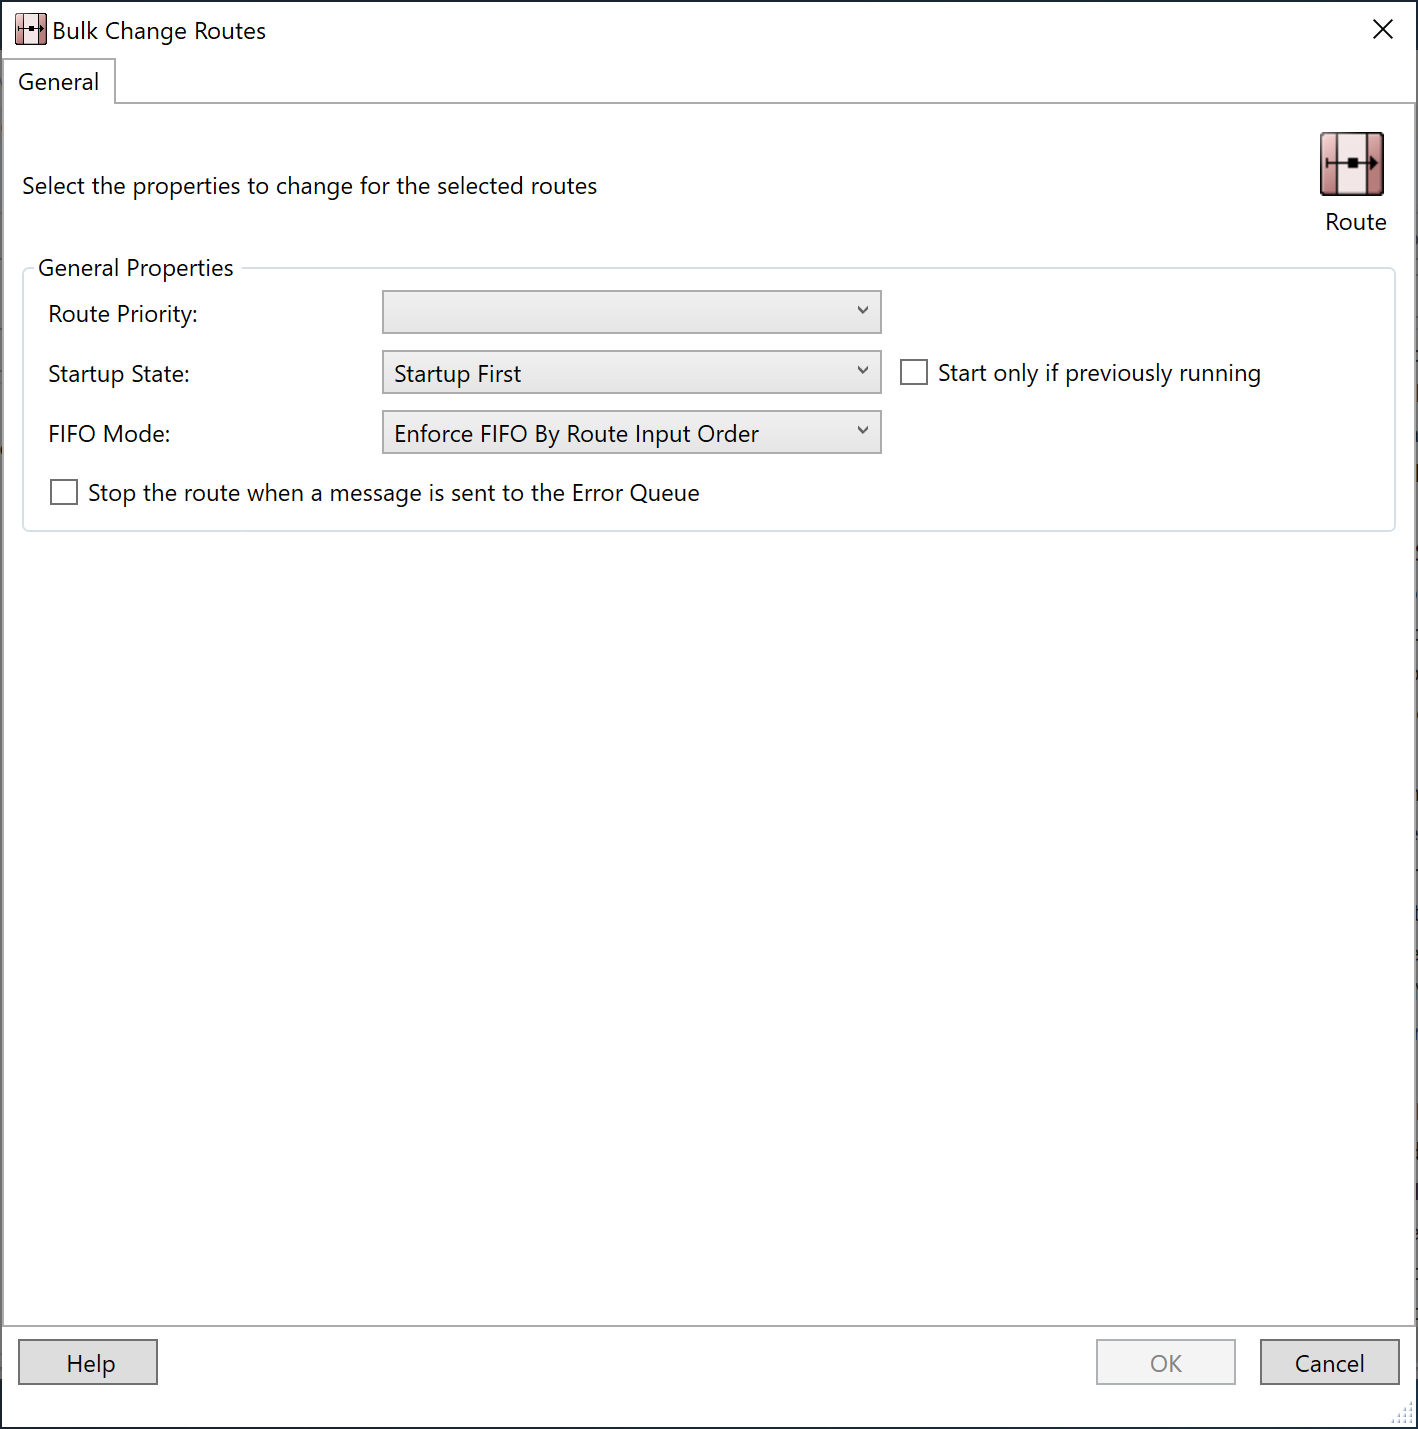 Bulk Change Routes
General
Select the properties to change for the selected routes
Route
General Properties
Route Priority:
Startup State: Startup First Start only if previously running
FIFO Mode: Enforce FIFO By Route Input Order
Stop the route when a message is sent to the Error Queue
Help OK Cancel